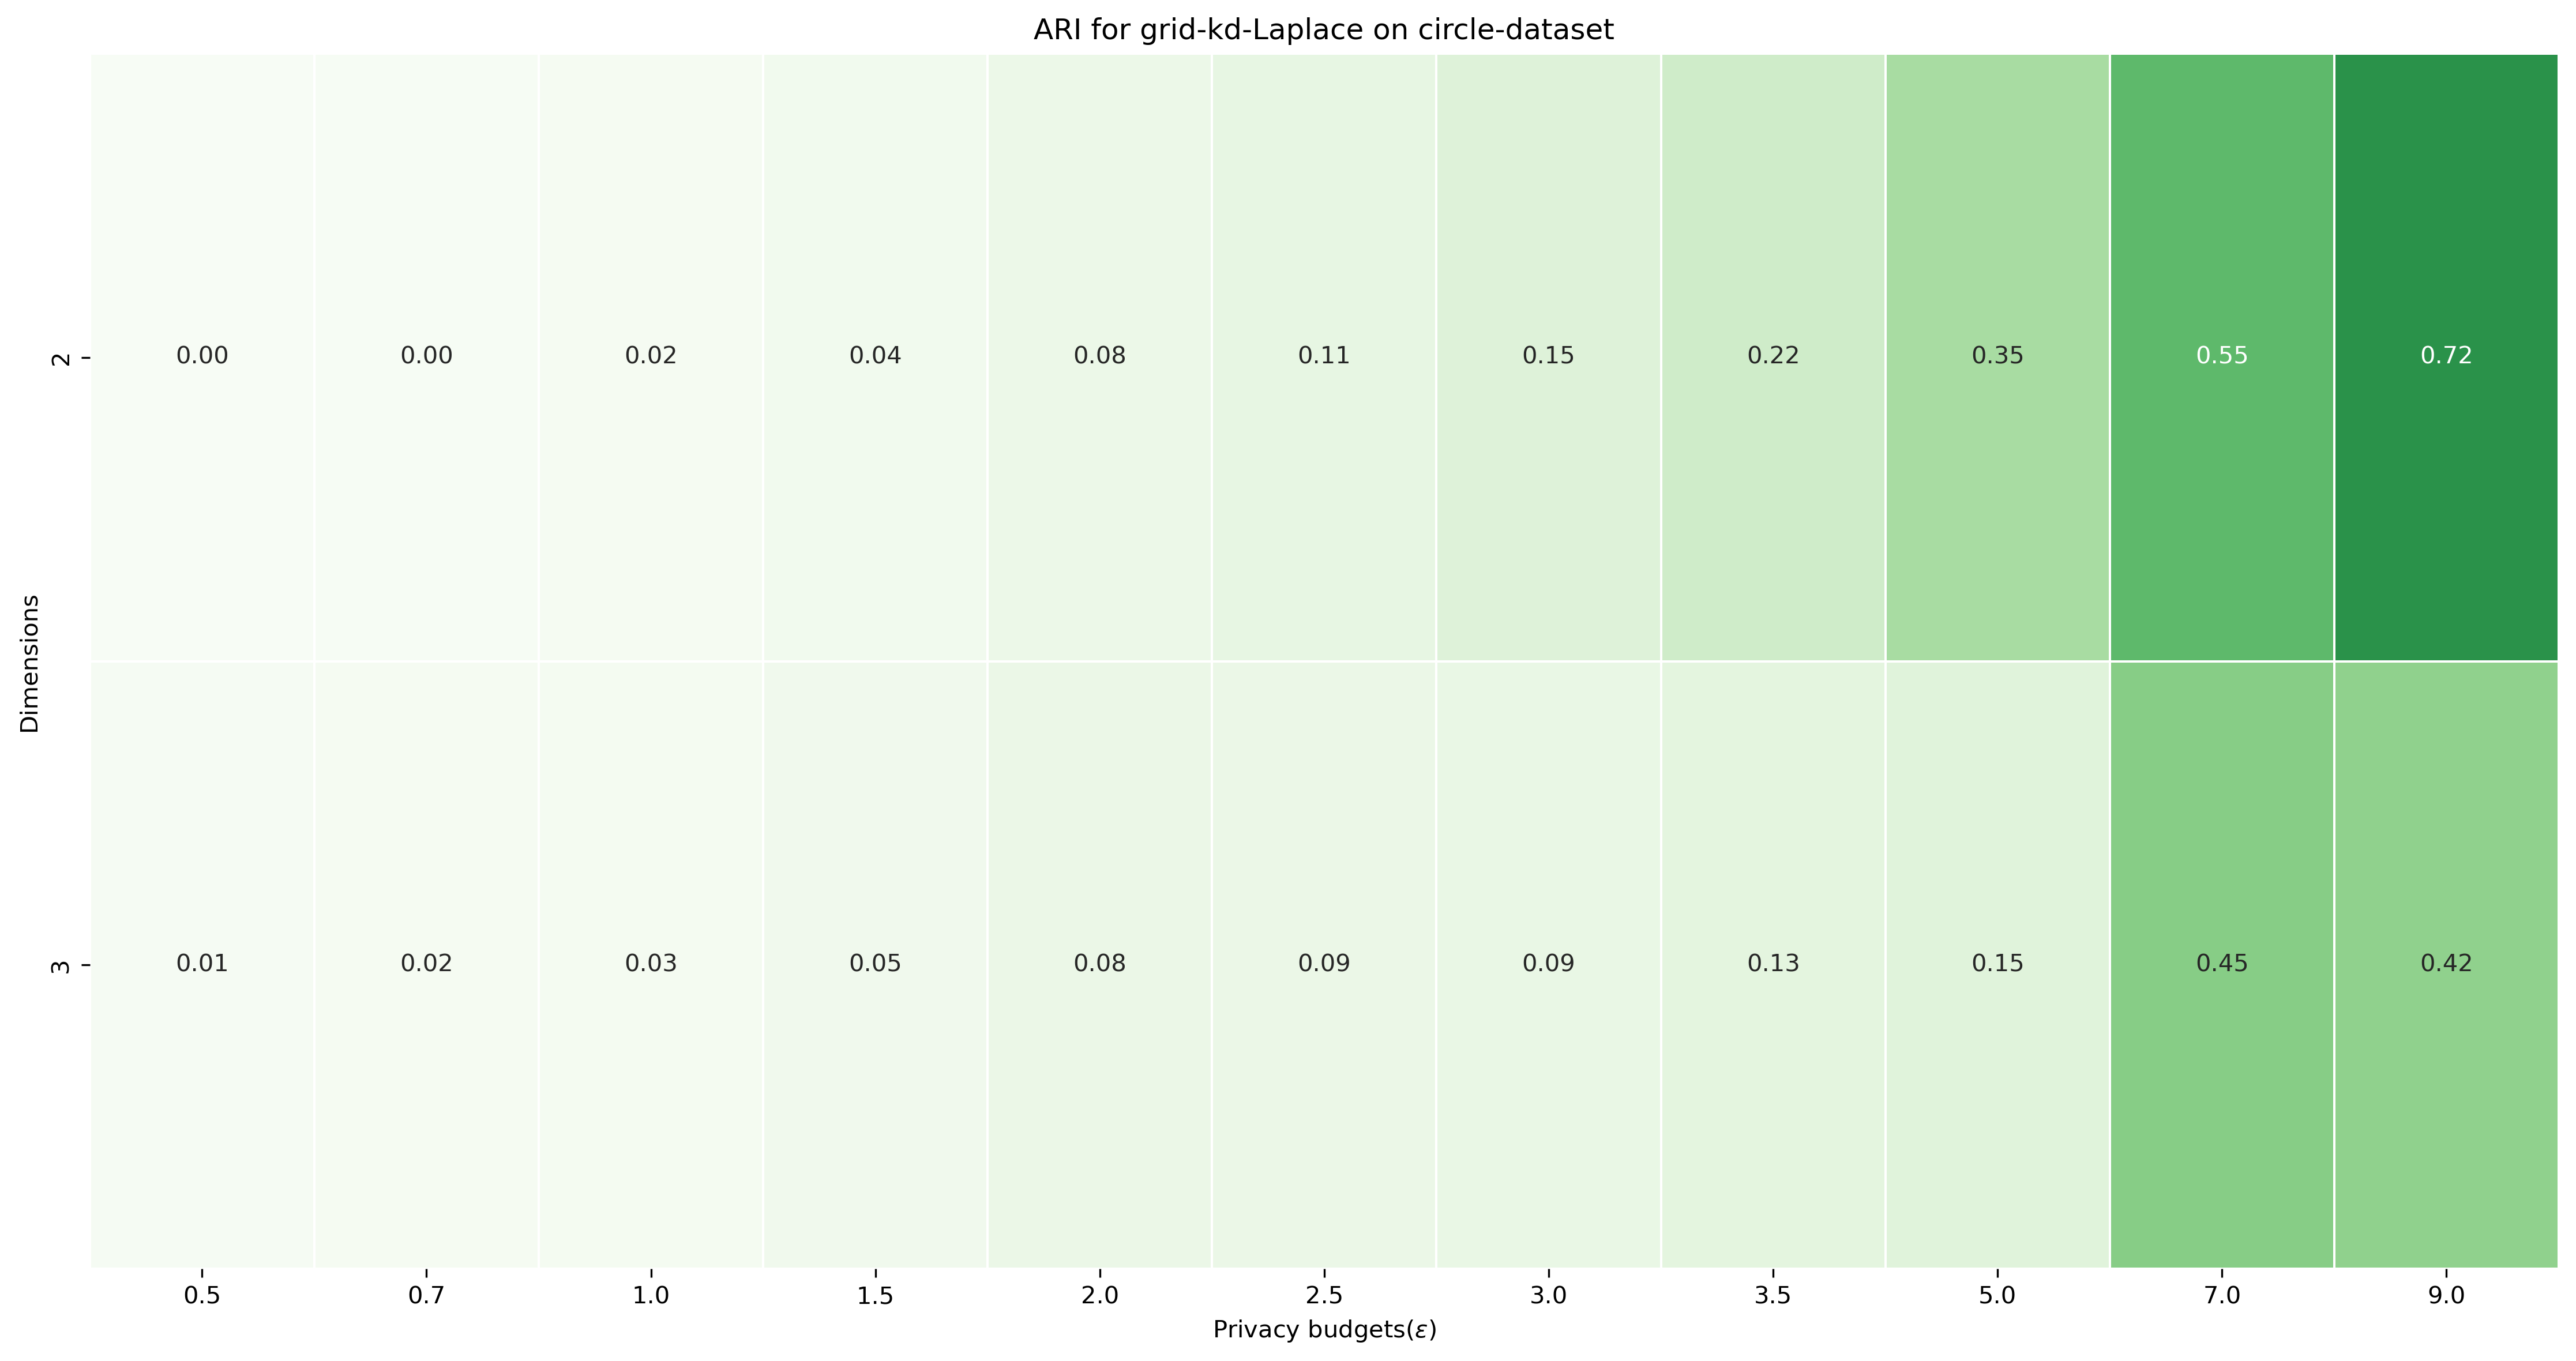 ARI for grid-kd-Laplace on circle-dataset
Dimensions
2
0.00 0.00 0.02 0.04 0.08 0.11 0.15 0.22 0.35 0.55 0.72
3
0.01 0.02 0.03 0.05 0.08 0.09 0.09 0.13 0.15 0.45 0.42
0.5 0.7 1.0 1.5 2.0 2.5 3.0 3.5 5.0 7.0 9.0
Privacy budgets(ε)